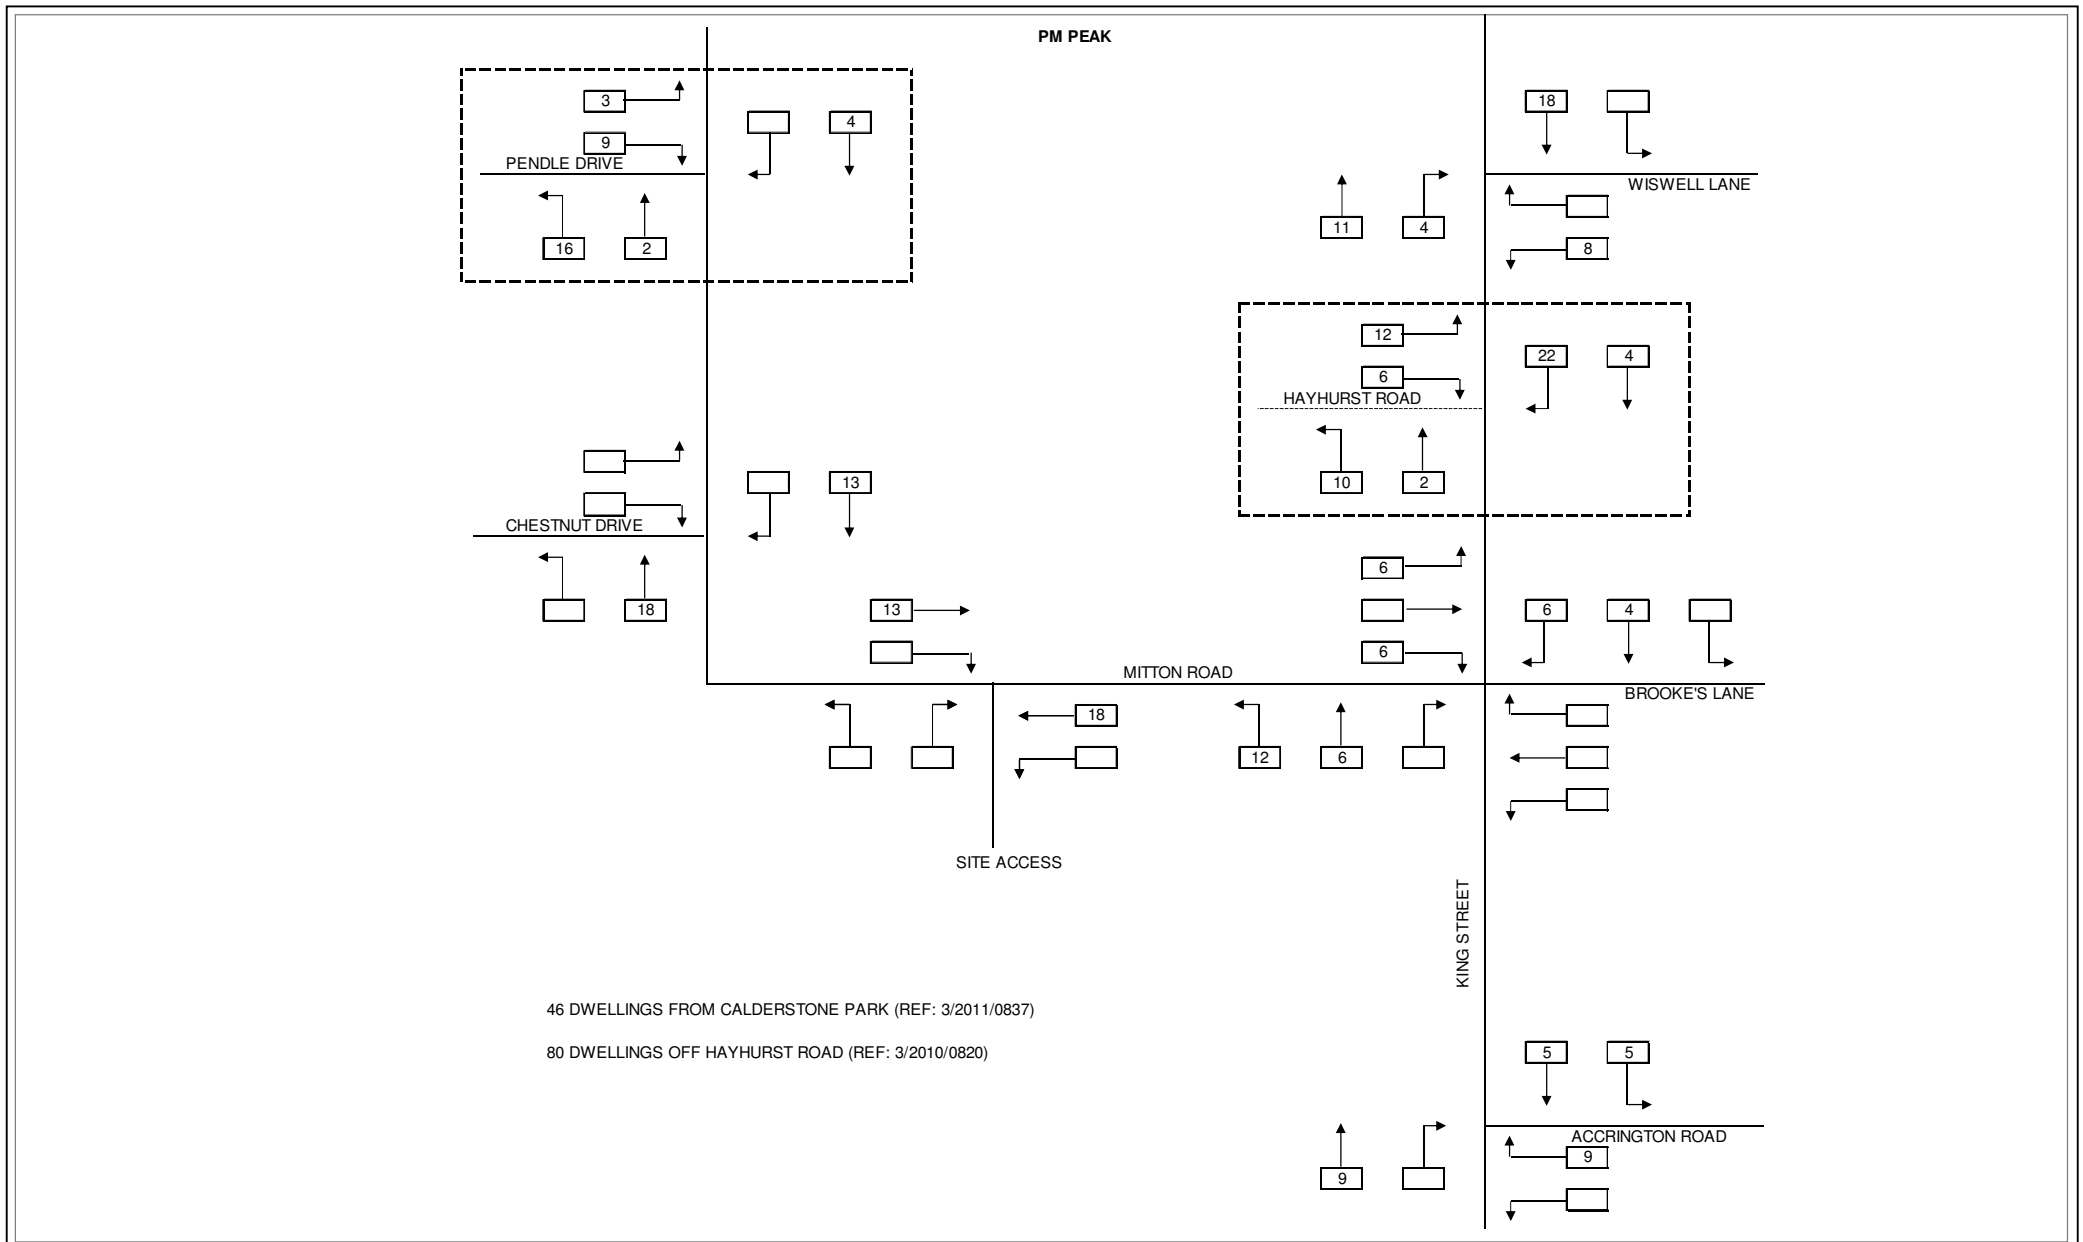 PM PEAK
3
18
4
9
PENDLE DRIVE
WISWELL LANE
16
2
11
4
8
12
22
4
6
HAYHURST ROAD
13
10
2
CHESTNUT DRIVE
6
18
13
6
4
6
MITTON ROAD
BROOKE'S LANE
18
12
6
SITE ACCESS
KING STREET
46 DWELLINGS FROM CALDERSTONE PARK (REF: 3/2011/0837)
80 DWELLINGS OFF HAYHURST ROAD (REF: 3/2010/0820)
5
5
ACCRINGTON ROAD
9
9